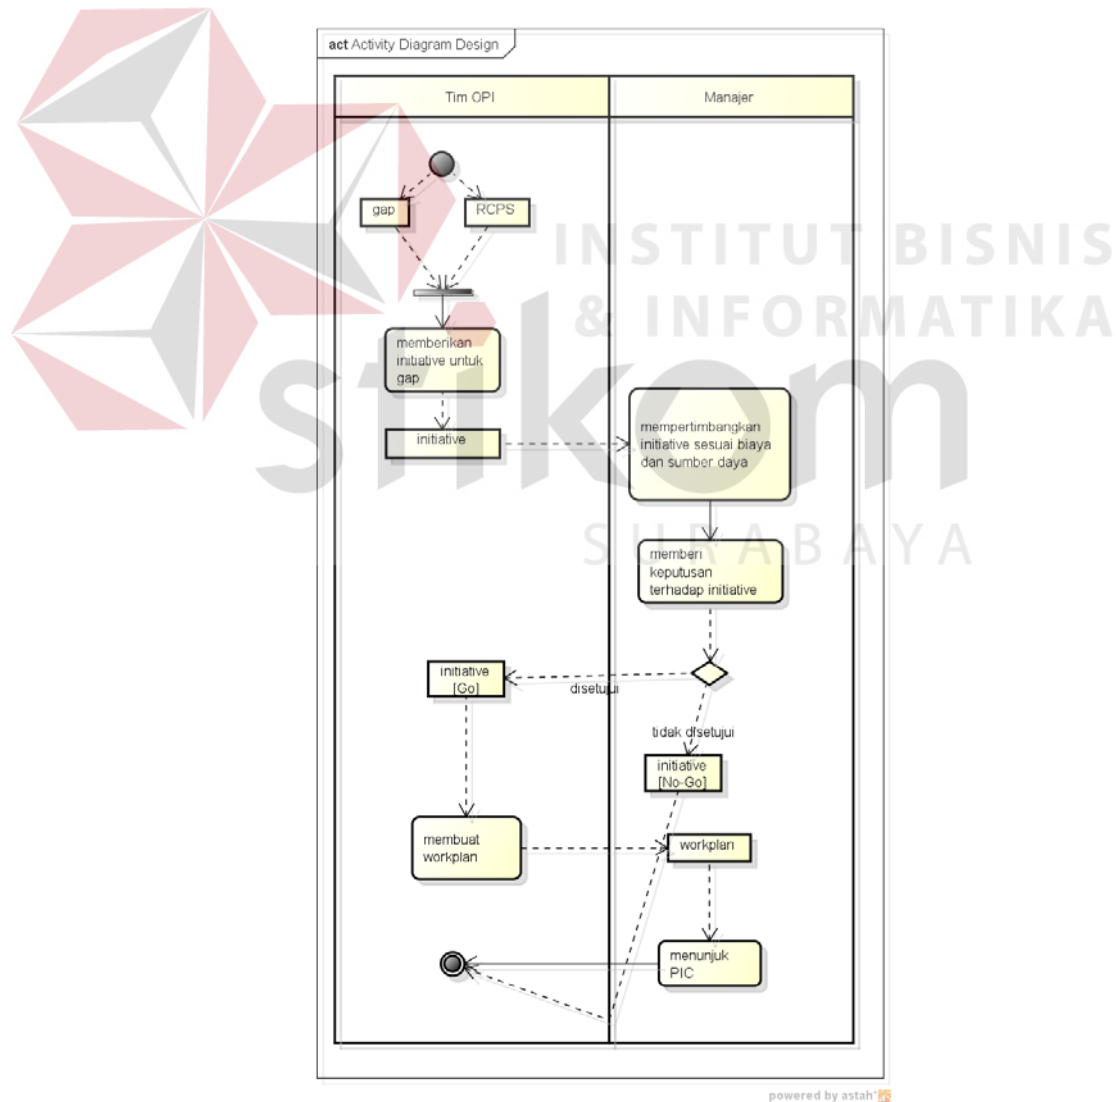 act Activity Diagram Design
Tim OPI
Manajer
gap
RCPS
INSTITUT BISNIS
& INFORMATIKA
stikom
SURABAYA
memberikan
initiative untuk
gap
initiative
mempertimbangkan
initiative sesuai biaya
dan sumber daya
memberi
keputusan
terhadap initiative
initiative
[Go]
disetujui
tidak disetujui
initiative
[No-Go]
membuat
workplan
workplan
menunjuk
PIC
powered by astah*